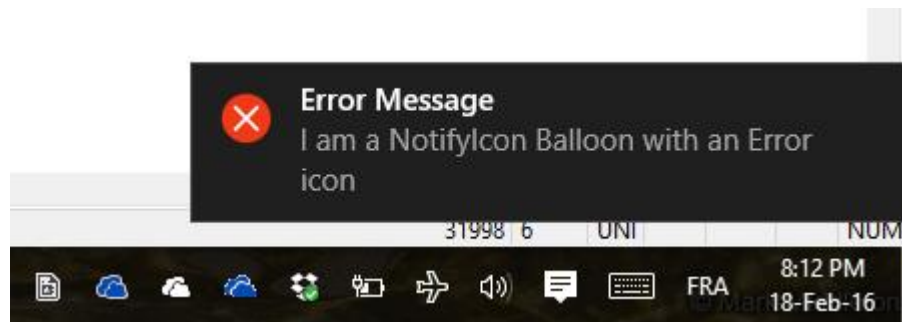 Error Message
I am a NotifyIcon Balloon with an Error
icon
31998 6 UNI NUM
FRA
8:12 PM
18-Feb-16